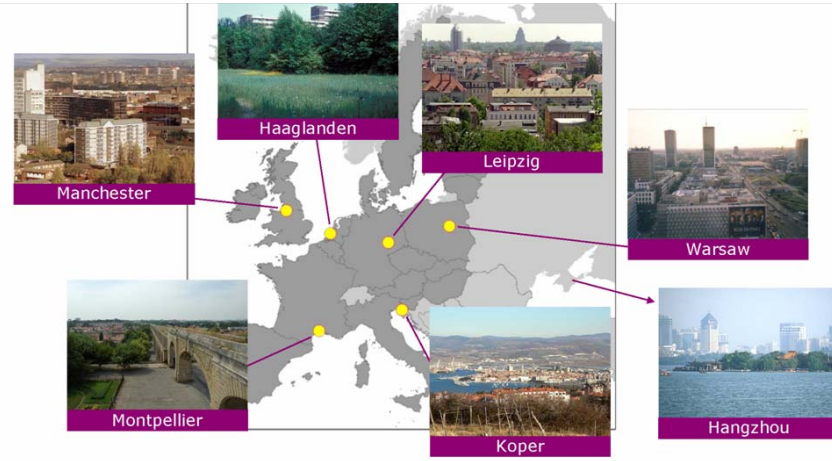 Haaglanden
Leipzig
Manchester
Warsaw
Montpellier
Koper
Hangzhou